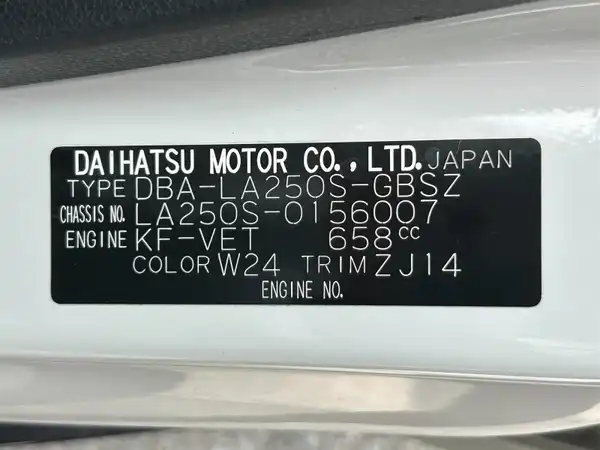 DAIHATSU MOTOR CO., LTD. JAPAN
TYPE DBA-LA250S-GBSZ
CHASSIS NO. LA250S-0156007
ENGINE KF-VET 658cc
COLOR W24 TRIM ZJ14
ENGINE NO.